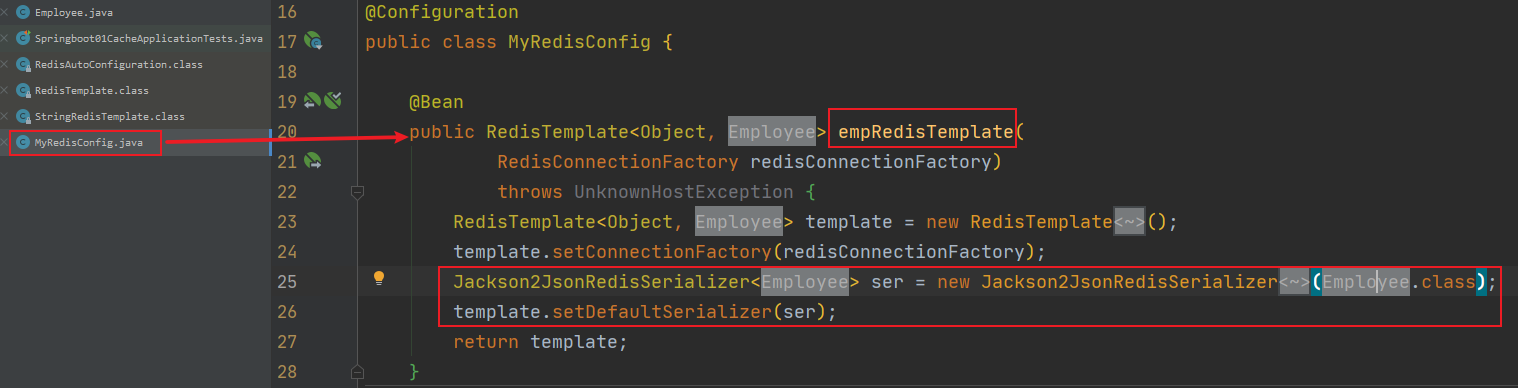 Employee.java
Springboot01CacheApplicationTests.java
RedisAutoConfiguration.class
RedisTemplate.class
StringRedisTemplate.class
MyRedisConfig.java
16 @Configuration
17 public class MyRedisConfig {
18
19 @Bean
20 public RedisTemplate<Object, Employee> empRedisTemplate(
21 RedisConnectionFactory redisConnectionFactory)
22 throws UnknownHostException {
23 RedisTemplate<Object, Employee> template = new RedisTemplate<~>();
24 template.setConnectionFactory(redisConnectionFactory);
25 Jackson2JsonRedisSerializer<Employee> ser = new Jackson2JsonRedisSerializer<~>(Employee.class);
26 template.setDefaultSerializer(ser);
27 return template;
28 }